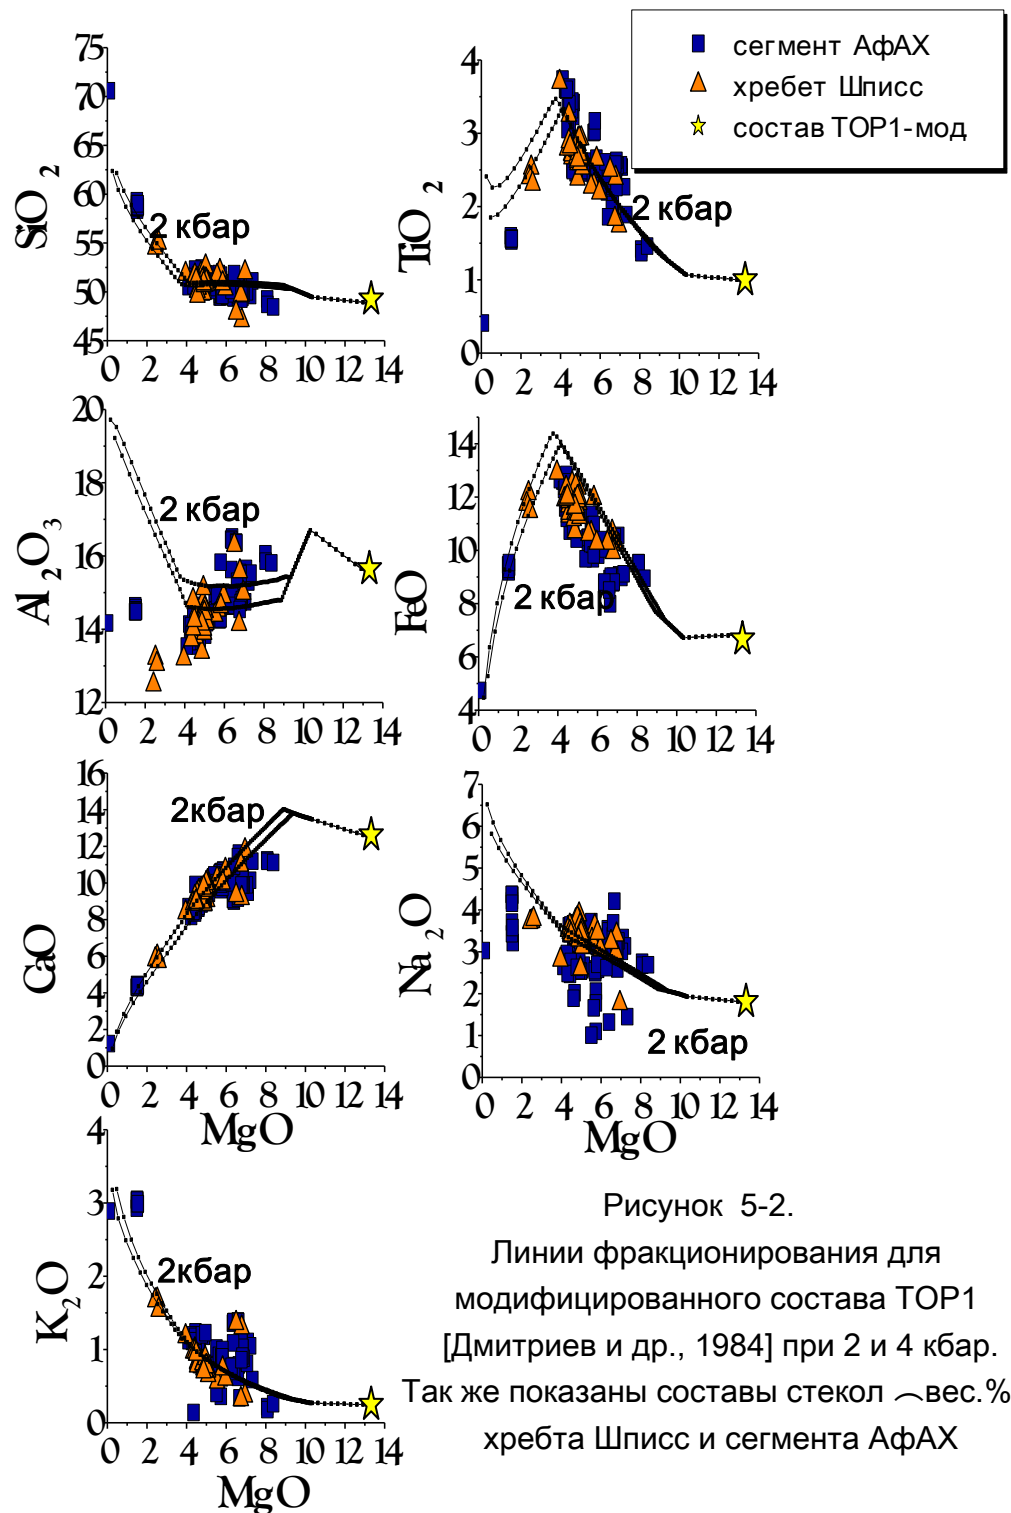 сегмент АфАХ
хребет Шписс
состав ТОР1-мод
75
70
65
60
55
50
45
SiO2
2 кбар
0 2 4 6 8 10 12 14
4
3
2
1
0
TiO2
2 кбар
0 2 4 6 8 10 12 14
20
18
16
14
12
Al2O3
2 кбар
0 2 4 6 8 10 12 14
14
12
10
8
6
4
FeO
2 кбар
0 2 4 6 8 10 12 14
16
14
12
10
8
6
4
2
0
CaO
2кбар
0 2 4 6 8 10 12 14
MgO
7
6
5
4
3
2
1
0
Na2O
2 кбар
0 2 4 6 8 10 12 14
MgO
4
3
2
1
0
K2O
2кбар
0 2 4 6 8 10 12 14
MgO
Рисунок 5-2.
Линии фракционирования для
модифицированного состава ТОР1
[Дмитриев и др., 1984] при 2 и 4 кбар.
Так же показаны составы стекол ⌒вес.%
хребта Шписс и сегмента АфАХ